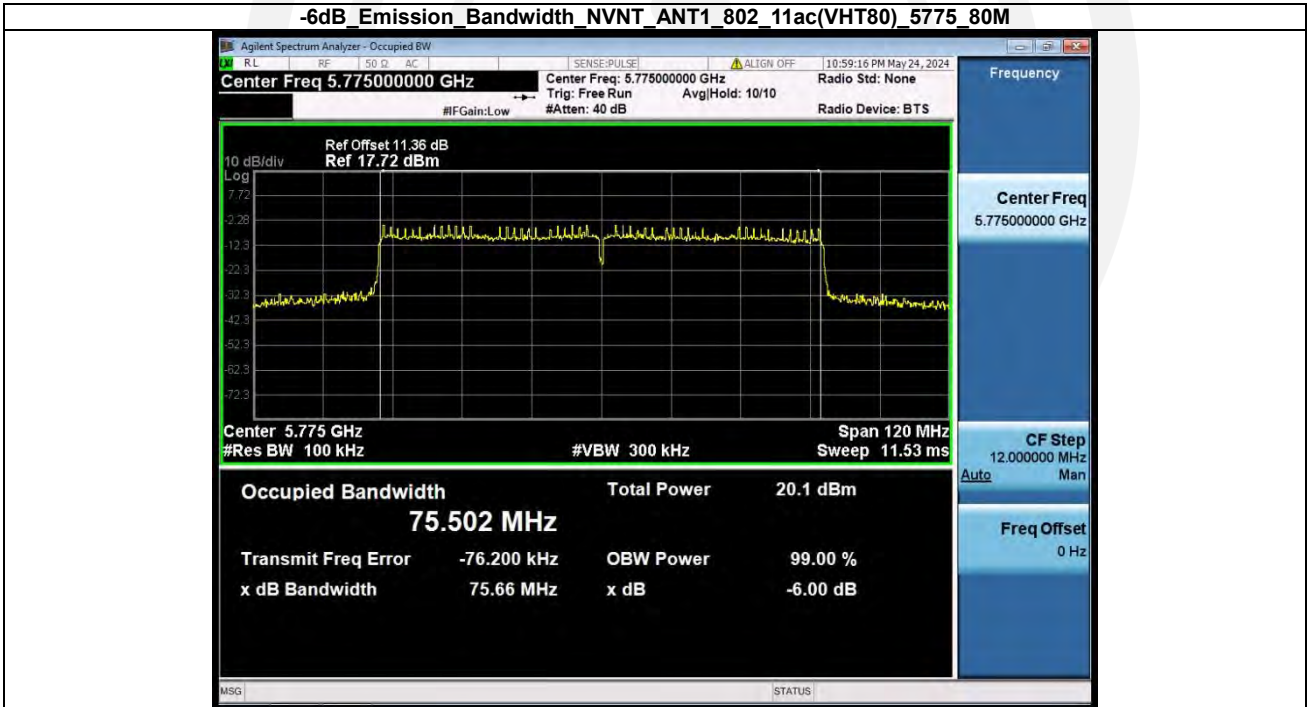 -6dB_Emission_Bandwidth_NVNT_ANT1_802_11ac(VHT80)_5775_80M
Agilent Spectrum Analyzer - Occupied BW
LXI RL RF 50 Ω AC SENSE:PULSE ALIGN OFF 10:59:16 PM May 24, 2024
Center Freq 5.775000000 GHz Center Freq: 5.775000000 GHz Radio Std: None
Trig: Free Run Avg|Hold: 10/10
#IFGain:Low #Atten: 40 dB Radio Device: BTS
Frequency
Ref Offset 11.36 dB
10 dB/div Ref 17.72 dBm
Log
7.72
-2.28
-12.3
-22.3
-32.3
-42.3
-52.3
-62.3
-72.3
Center 5.775 GHz Span 120 MHz
#Res BW 100 kHz #VBW 300 kHz Sweep 11.53 ms
Center Freq
5.775000000 GHz
CF Step
12.000000 MHz
Auto Man
Freq Offset
0 Hz
Occupied Bandwidth Total Power 20.1 dBm
75.502 MHz
Transmit Freq Error -76.200 kHz OBW Power 99.00 %
x dB Bandwidth 75.66 MHz x dB -6.00 dB
MSG STATUS